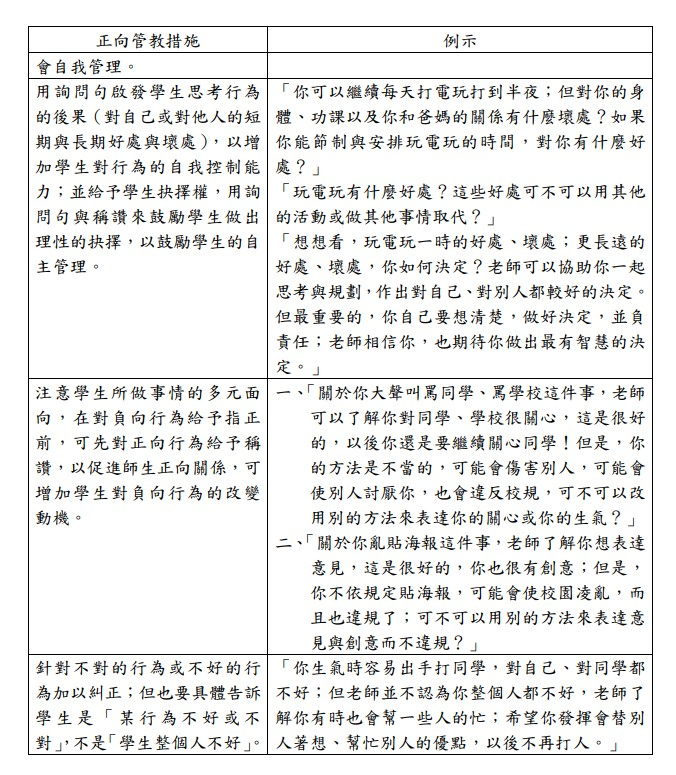 正向管教措施
例示
會自我管理。
用詢問句啟發學生思考行為
的後果（對自己或對他人的短
期與長期好處與壞處），以增
加學生對行為的自我控制能
力；並給予學生抉擇權，用詢
問句與稱讚來鼓勵學生做出
理性的抉擇，以鼓勵學生的自
主管理。
「你可以繼續每天打電玩打到半夜；但對你的身
體、功課以及你和爸媽的關係有什麼壞處？如果
你能節制與安排玩電玩的時間，對你有什麼好
處？」
「玩電玩有什麼好處？這些好處可不可以用其他
的活動或做其他事情取代？」
「想想看，玩電玩一時的好處、壞處；更長遠的
好處、壞處，你如何決定？老師可以協助你一起
思考與規劃，作出對自己、對別人都較好的決定。
但最重要的，你自己要想清楚，做好決定，並負
責任；老師相信你，也期待你做出最有智慧的決
定。」
注意學生所做事情的多元面
向，在對負向行為給予指正
前，可先對正向行為給予稱
讚，以促進師生正向關係，可
增加學生對負向行為的改變
動機。
一、「關於你大聲叫罵同學、罵學校這件事，老師
可以了解你對同學、學校很關心，這是很好
的，以後你還是要繼續關心同學！但是，你
的方法是不當的，可能會傷害別人，可能會
使別人討厭你，也會違反校規，可不可以改
用別的方法來表達你的關心或你的生氣？」
二、「關於你亂貼海報這件事，老師了解你想表達
意見，這是很好的，你也很有創意；但是，
你不依規定貼海報，可能會使校園凌亂，而
且也違規了；可不可以用別的方法來表達意
見與創意而不違規？」
針對不對的行為或不好的行
為加以糾正；但也要具體告訴
學生是「某行為不好或不
對」，不是「學生整個人不好」。
「你生氣時容易出手打同學，對自己、對同學都
不好；但老師並不認為你整個人都不好，老師了
解你有時也會幫一些人的忙；希望你發揮會替別
人著想、幫忙別人的優點，以後不再打人。」